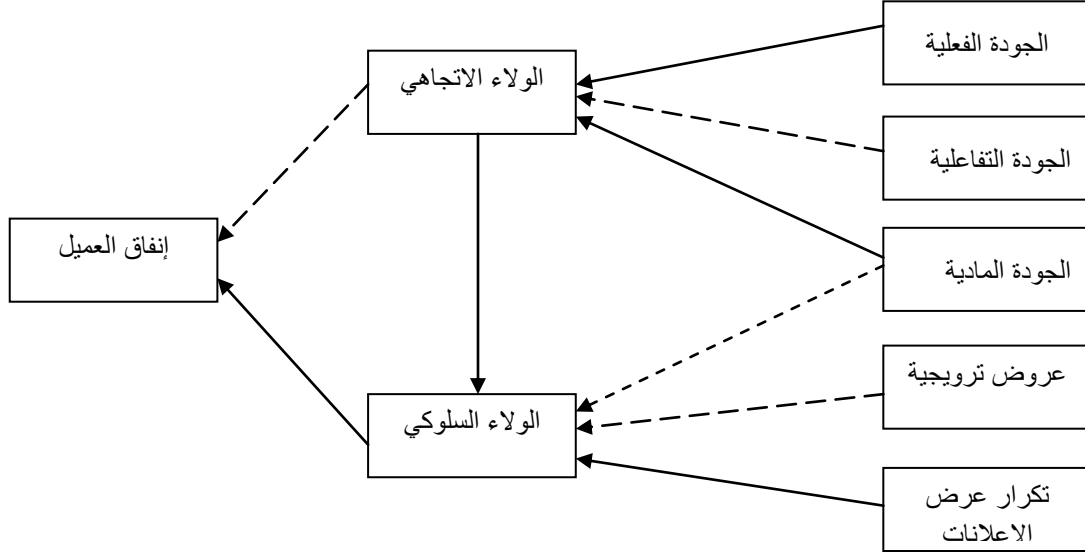 الجودة الفعلية
الولاء الاتجاهي
الجودة التفاعلية
إنفاق العميل
الجودة المادية
عروض ترويجية
الولاء السلوكي
تكرار عرض
الاعلانات